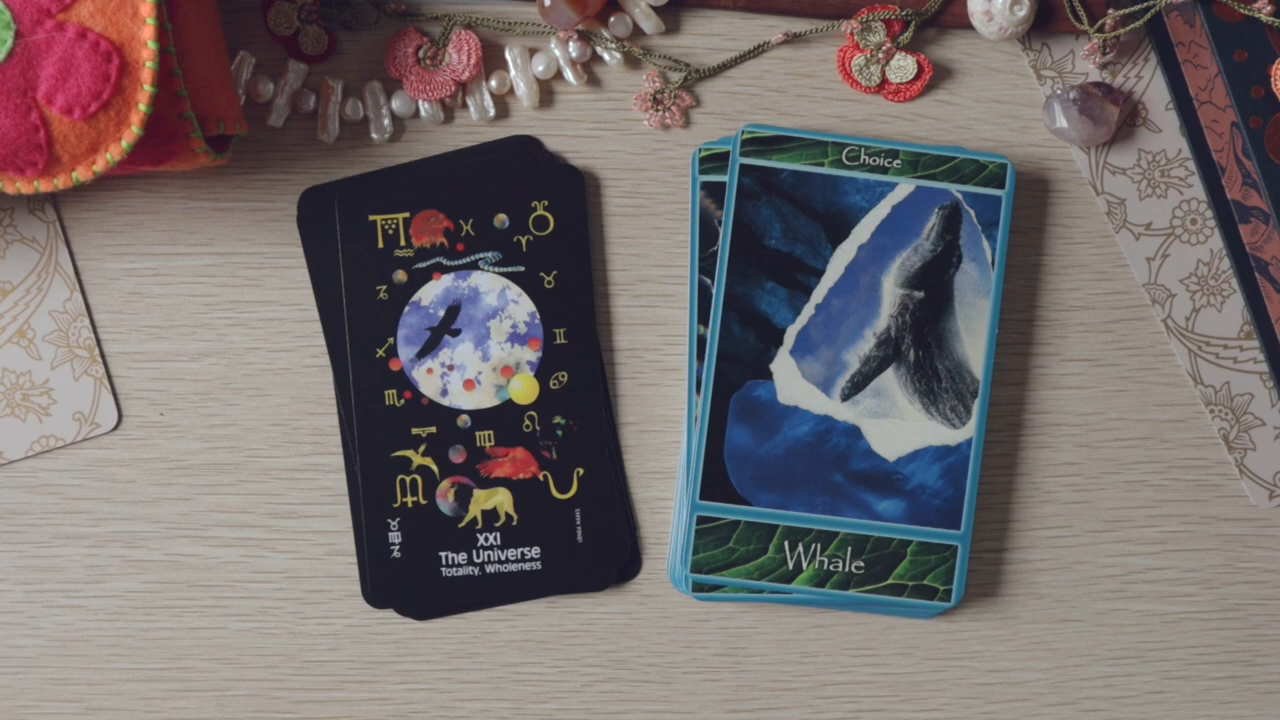 XXI
The Universe
Totality, Wholeness
Choice
Whale